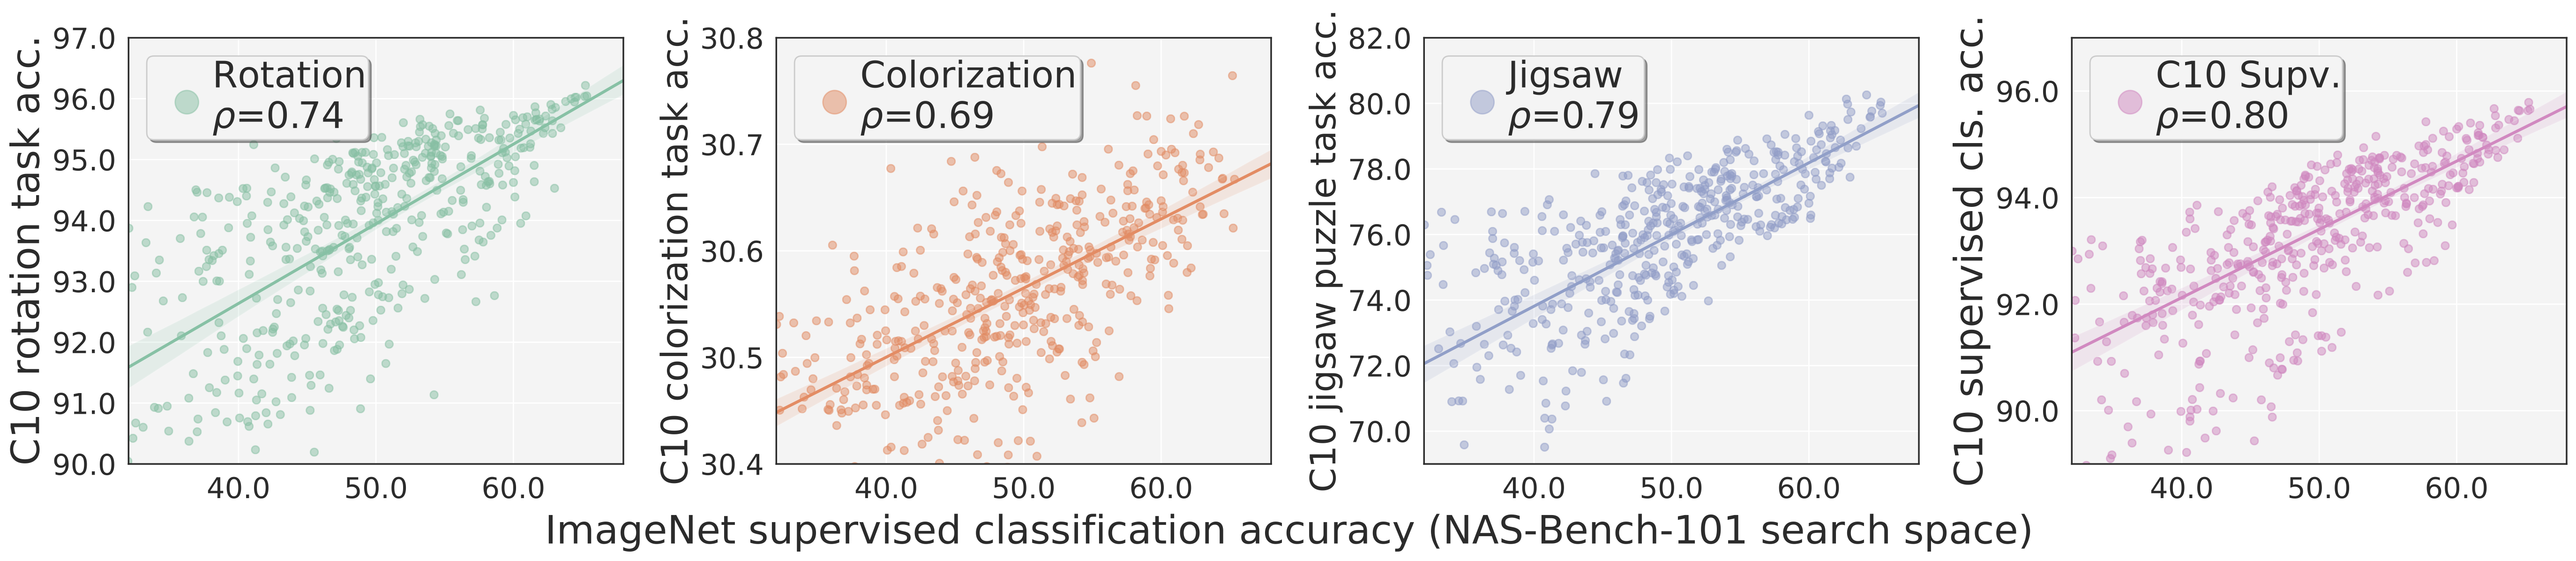 C10 rotation task acc.
97.0
96.0
95.0
94.0
93.0
92.0
91.0
90.0
Rotation
ρ=0.74
40.0 50.0 60.0
C10 colorization task acc.
30.8
30.7
30.6
30.5
30.4
Colorization
ρ=0.69
40.0 50.0 60.0
C10 jigsaw puzzle task acc.
82.0
80.0
78.0
76.0
74.0
72.0
70.0
Jigsaw
ρ=0.79
40.0 50.0 60.0
C10 supervised cls. acc.
96.0
94.0
92.0
90.0
C10 Supv.
ρ=0.80
40.0 50.0 60.0
ImageNet supervised classification accuracy (NAS-Bench-101 search space)